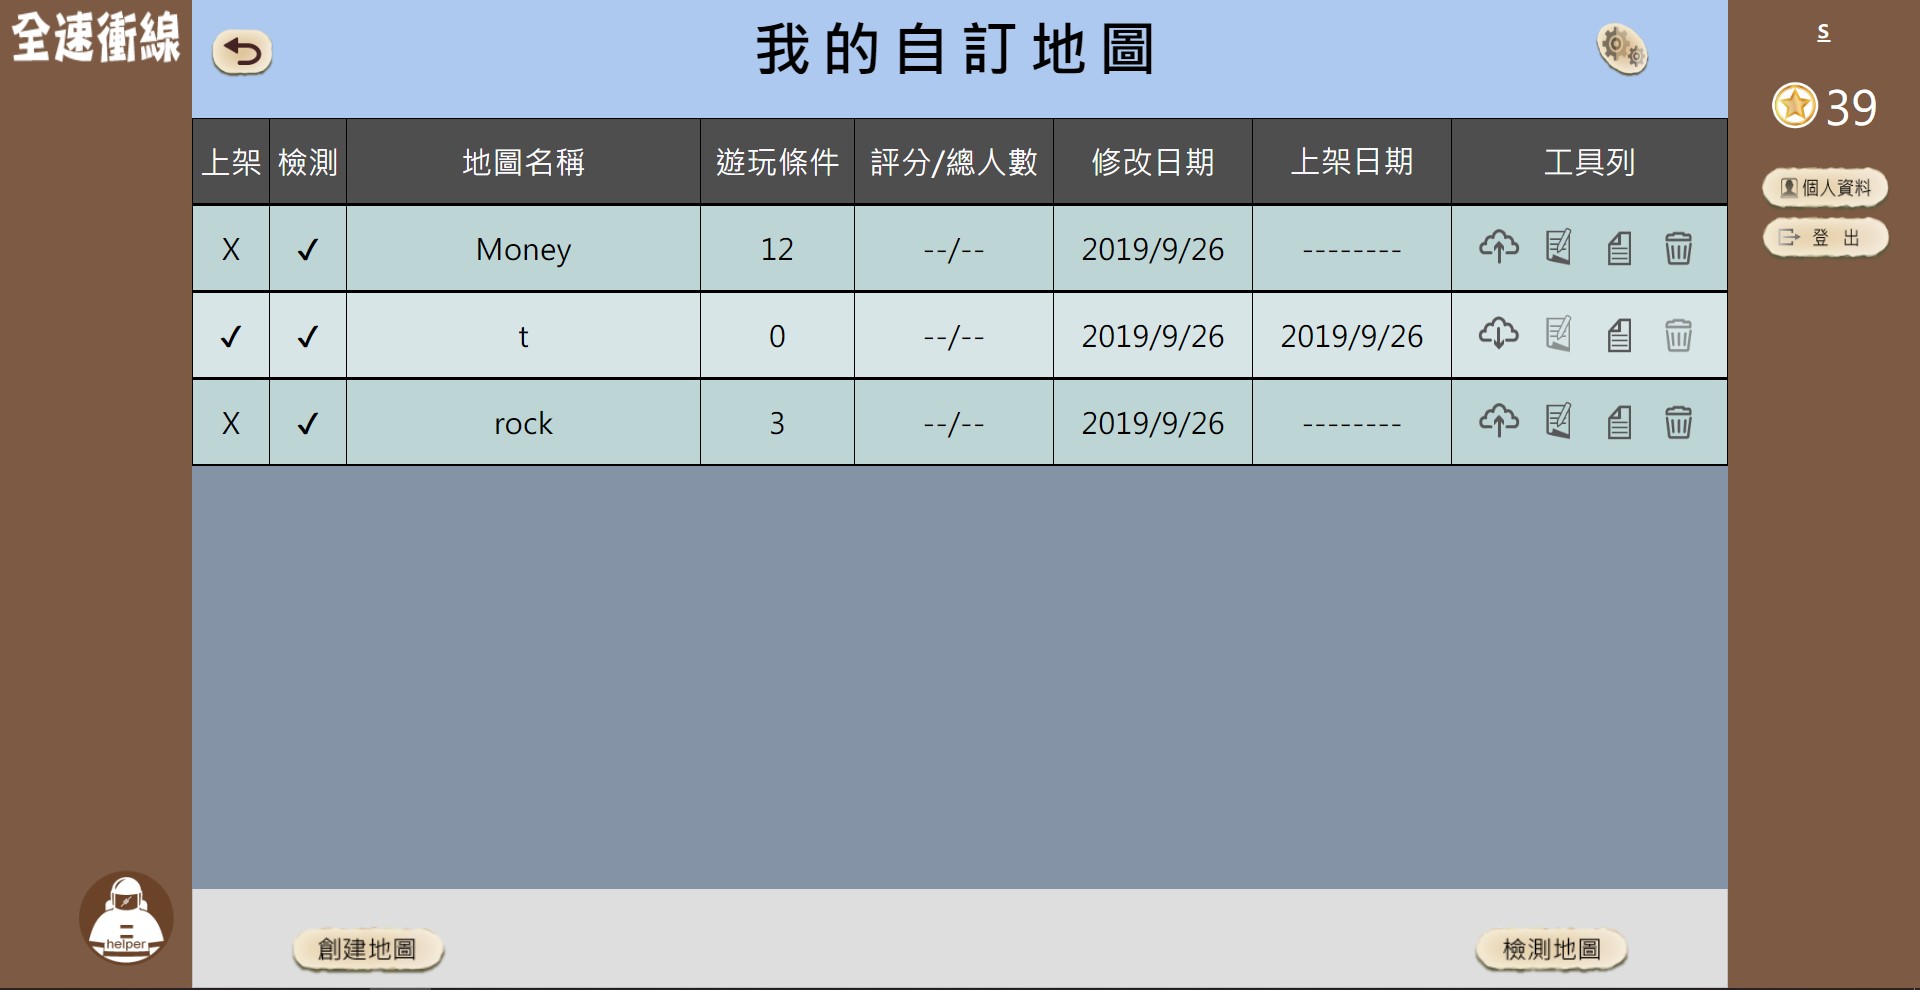 全速衝線
我的自訂地圖
s
39
個人資料
登 出
上架 檢測 地圖名稱 遊玩條件 評分/總人數 修改日期 上架日期 工具列
X ✓ Money 12 --/-- 2019/9/26 --------
✓ ✓ t 0 --/-- 2019/9/26 2019/9/26
X ✓ rock 3 --/-- 2019/9/26 --------
helper
創建地圖
檢測地圖